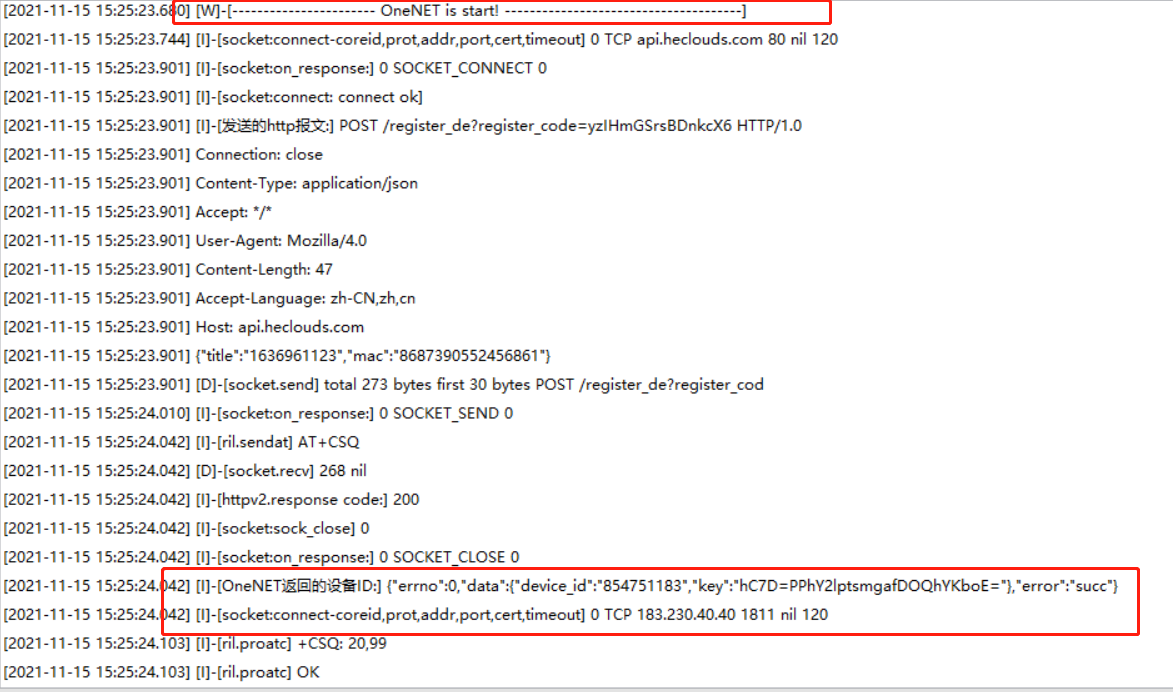 [2021-11-15 15:25:23.680] [W]-[----------------------- OneNET is start! --------------------------------------]
[2021-11-15 15:25:23.744] [I]-[socket:connect-coreid,prot,addr,port,cert,timeout] 0 TCP api.heclouds.com 80 nil 120
[2021-11-15 15:25:23.901] [I]-[socket:on_response:] 0 SOCKET_CONNECT 0
[2021-11-15 15:25:23.901] [I]-[socket:connect: connect ok]
[2021-11-15 15:25:23.901] [I]-[发送的http报文:] POST /register_de?register_code=yzIHmGSrsBDnkcX6 HTTP/1.0
[2021-11-15 15:25:23.901] Connection: close
[2021-11-15 15:25:23.901] Content-Type: application/json
[2021-11-15 15:25:23.901] Accept: */*
[2021-11-15 15:25:23.901] User-Agent: Mozilla/4.0
[2021-11-15 15:25:23.901] Content-Length: 47
[2021-11-15 15:25:23.901] Accept-Language: zh-CN,zh,cn
[2021-11-15 15:25:23.901] Host: api.heclouds.com
[2021-11-15 15:25:23.901] {"title":"1636961123","mac":"8687390552456861"}
[2021-11-15 15:25:23.901] [D]-[socket.send] total 273 bytes first 30 bytes POST /register_de?register_cod
[2021-11-15 15:25:24.010] [I]-[socket:on_response:] 0 SOCKET_SEND 0
[2021-11-15 15:25:24.042] [I]-[ril.sendat] AT+CSQ
[2021-11-15 15:25:24.042] [D]-[socket.recv] 268 nil
[2021-11-15 15:25:24.042] [I]-[httpv2.response code:] 200
[2021-11-15 15:25:24.042] [I]-[socket:sock_close] 0
[2021-11-15 15:25:24.042] [I]-[socket:on_response:] 0 SOCKET_CLOSE 0
[2021-11-15 15:25:24.042] [I]-[OneNET返回的设备ID:] {"errno":0,"data":{"device_id":"854751183","key":"hC7D=PPhY2lptsmgafDOQhYKboE="},"error":"succ"}
[2021-11-15 15:25:24.042] [I]-[socket:connect-coreid,prot,addr,port,cert,timeout] 0 TCP 183.230.40.40 1811 nil 120
[2021-11-15 15:25:24.103] [I]-[ril.proatc] +CSQ: 20,99
[2021-11-15 15:25:24.103] [I]-[ril.proatc] OK